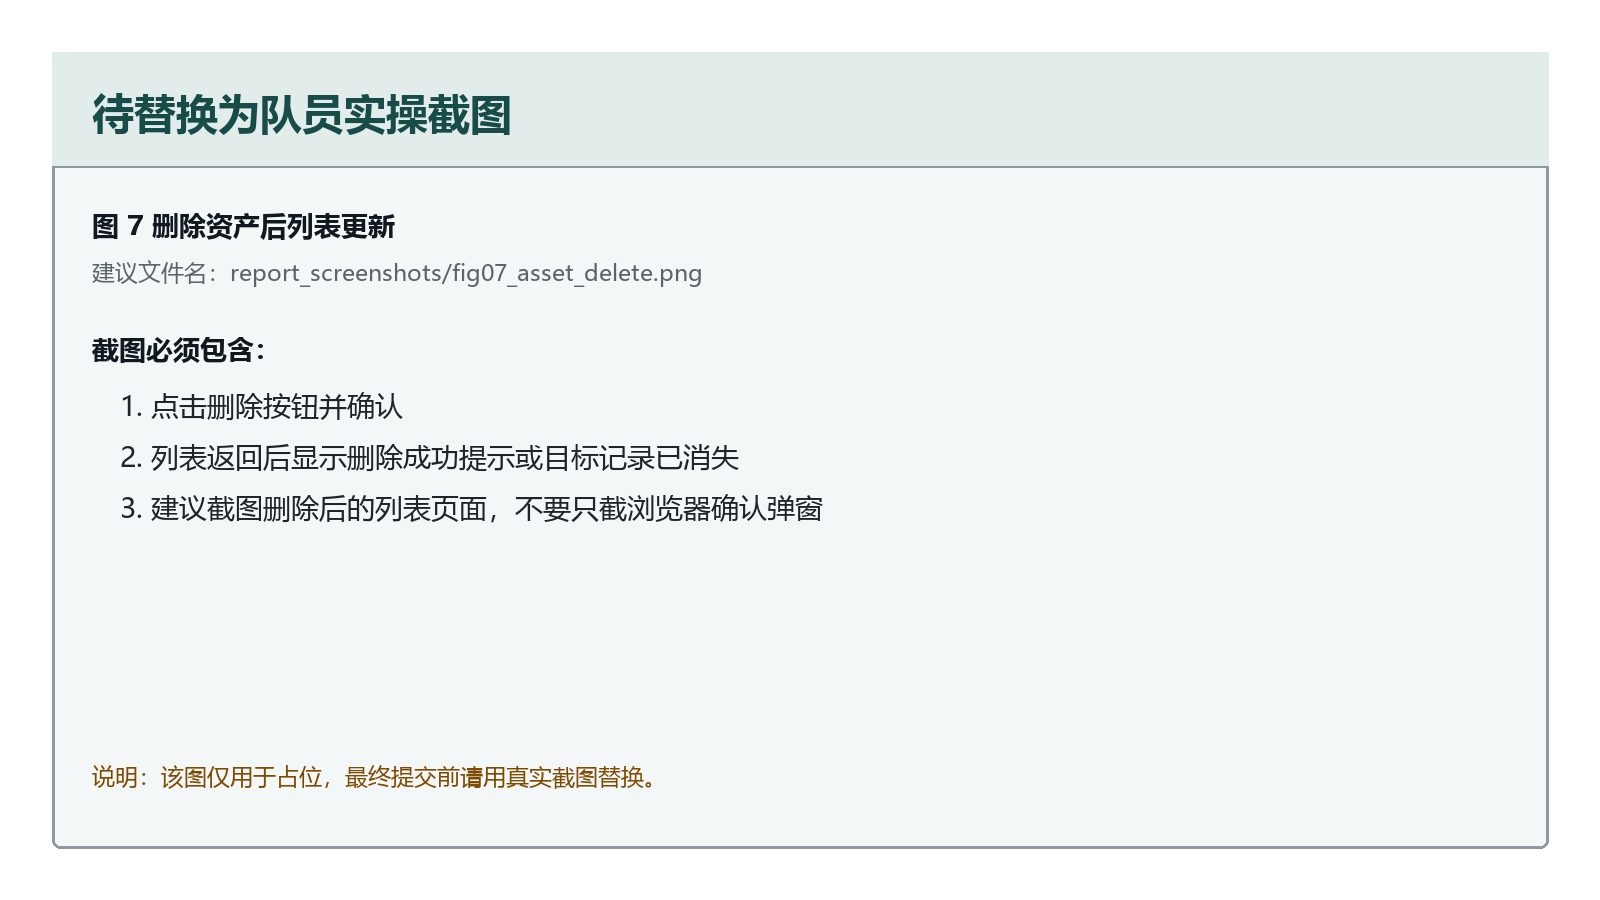 待替换为队员实操截图
图 7 删除资产后列表更新
建议文件名：report_screenshots/fig07_asset_delete.png
截图必须包含：
1. 点击删除按钮并确认
2. 列表返回后显示删除成功提示或目标记录已消失
3. 建议截图删除后的列表页面，不要只截浏览器确认弹窗
说明：该图仅用于占位，最终提交前请用真实截图替换。